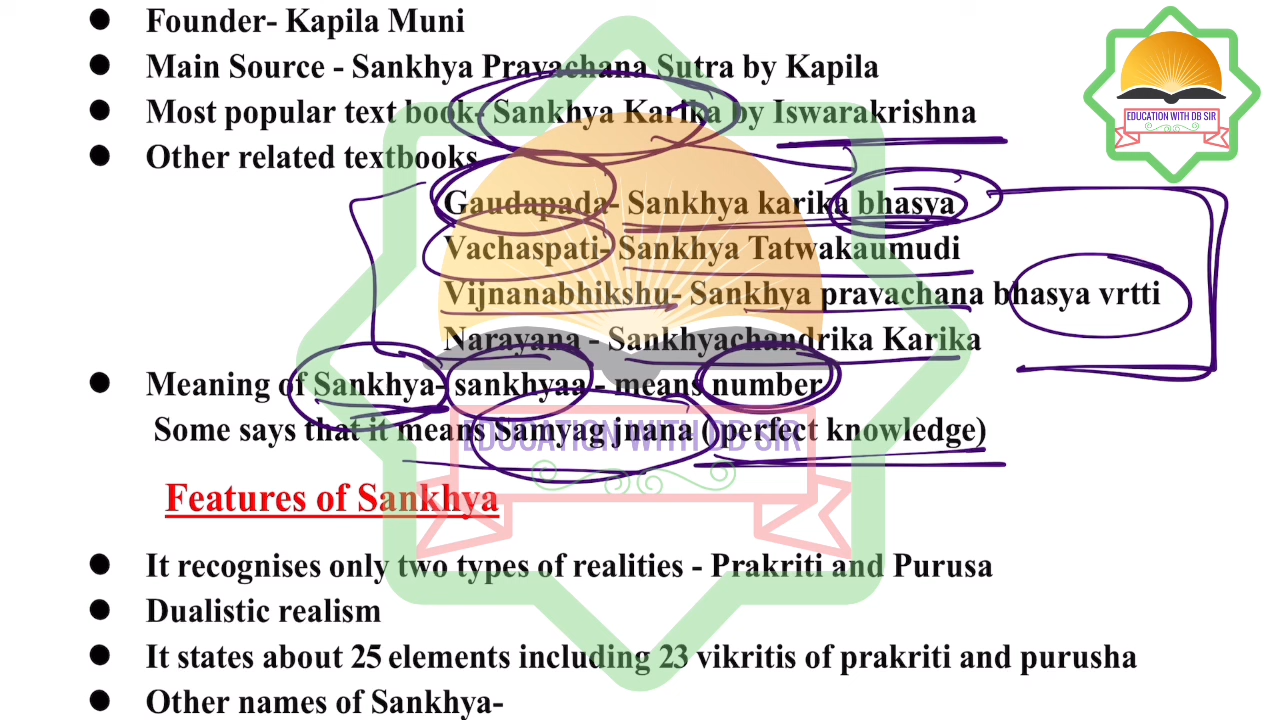 Founder- Kapila Muni
Main Source - Sankhya Pravachana Sutra by Kapila
Most popular text book- Sankhya Karika by Iswarakrishna
Other related textbooks
Gaudapada- Sankhya karika bhasya
Vachaspati- Sankhya Tatwakaumudi
Vijnanabhikshu- Sankhya pravachana bhasya vrtti
Narayana - Sankhyachandrika Karika
Meaning of Sankhya- sankhyaa - means number
Some says that it means Samyag jnana ( perfect knowledge)
Features of Sankhya
It recognises only two types of realities - Prakriti and Purusa
Dualistic realism
It states about 25 elements including 23 vikritis of prakriti and purusha
Other names of Sankhya-
EDUCATION WITH DB SIR
EDUCATION WITH DB SIR